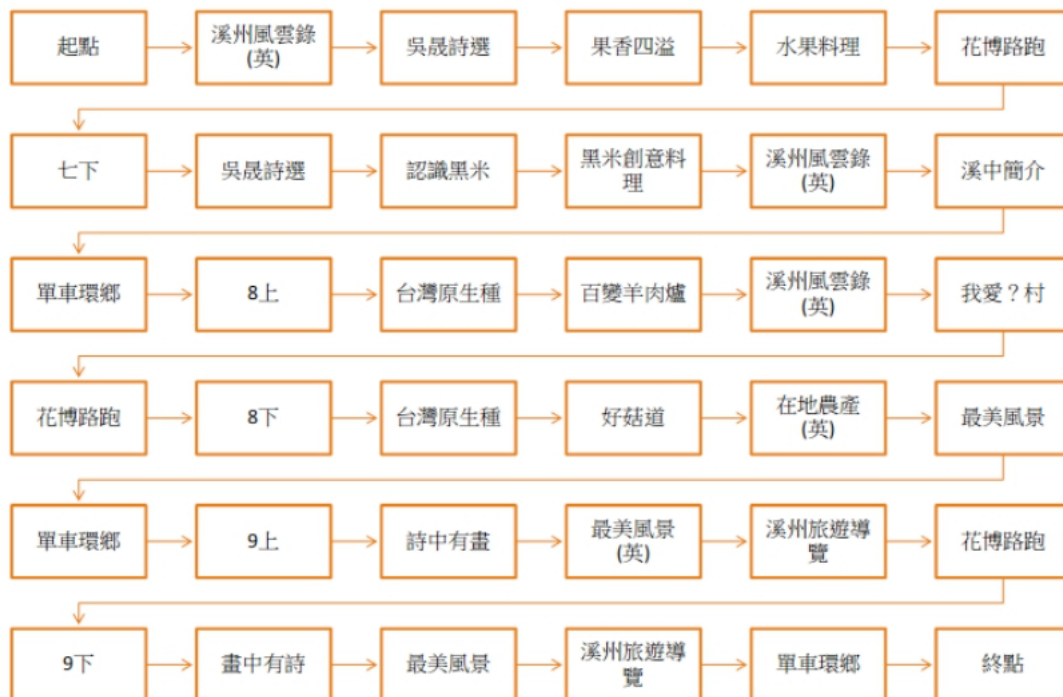 起點
溪州風雲錄
(英)
吳晟詩選
果香四溢
水果料理
花博路跑
七下
吳晟詩選
認識黑米
黑米創意料
理
溪州風雲錄
(英)
溪中簡介
單車環鄉
8上
台灣原生種
百變羊肉爐
溪州風雲錄
(英)
我愛？村
花博路跑
8下
台灣原生種
好菇道
在地農產
(英)
最美風景
單車環鄉
9上
詩中有畫
最美風景
(英)
溪州旅遊導
覽
花博路跑
9下
畫中有詩
最美風景
溪州旅遊導
覽
單車環鄉
終點